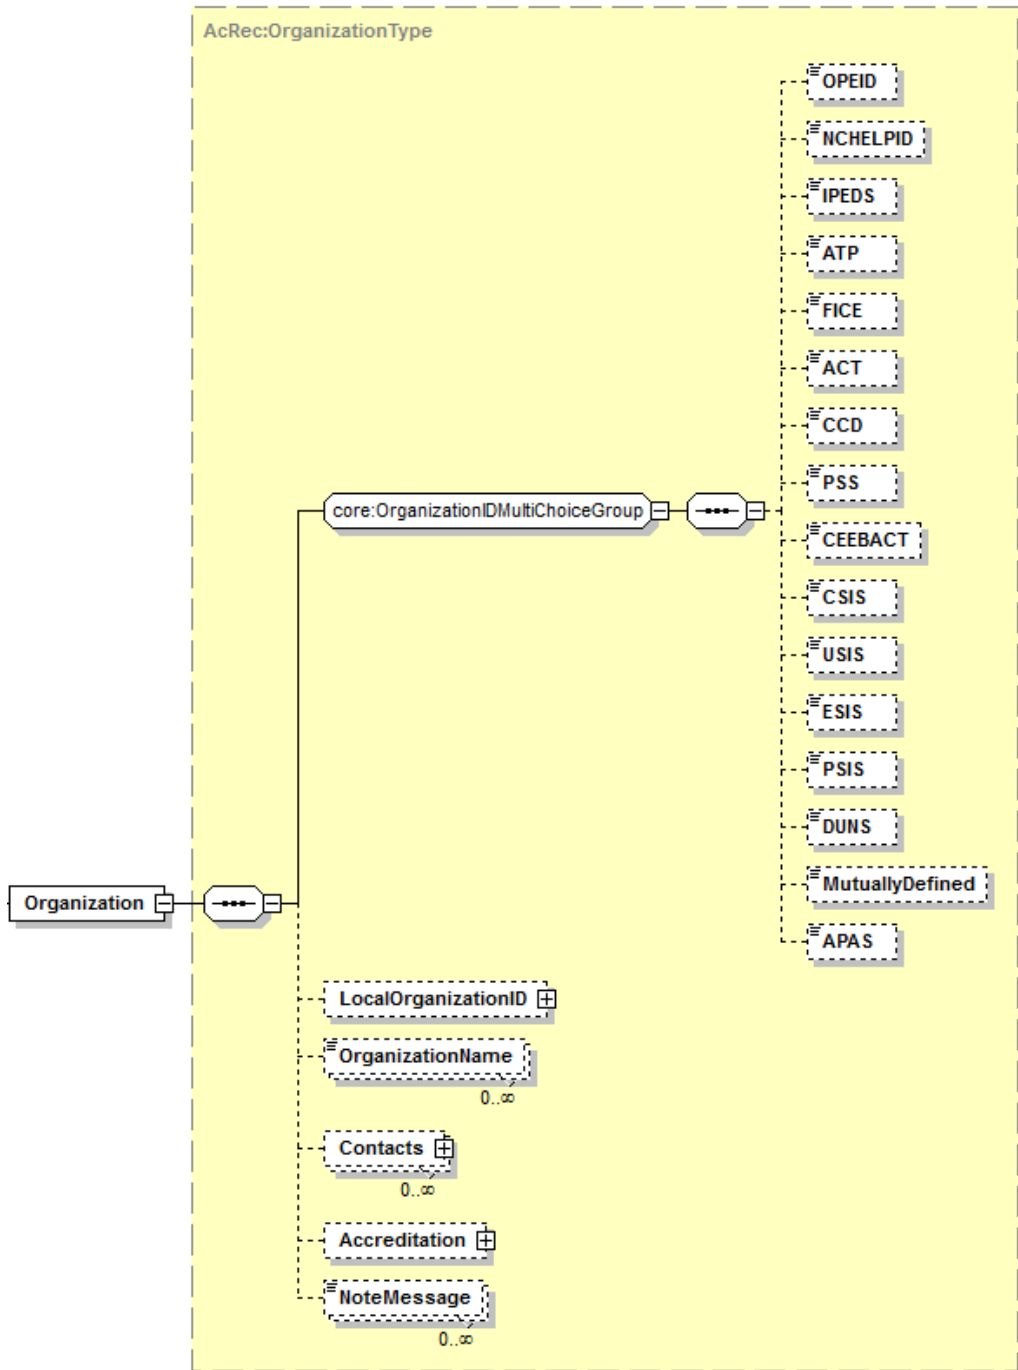 AcRec:OrganizationType
OPEID
NCHELPID
IPEDS
ATP
FICE
ACT
CCD
PSS
core:OrganizationIDMultiChoiceGroup
CEEBACT
CSIS
USIS
ESIS
PSIS
DUNS
MutuallyDefined
Organization
APAS
LocalOrganizationID
OrganizationName
0..∞
Contacts
0..∞
Accreditation
NoteMessage
0..∞